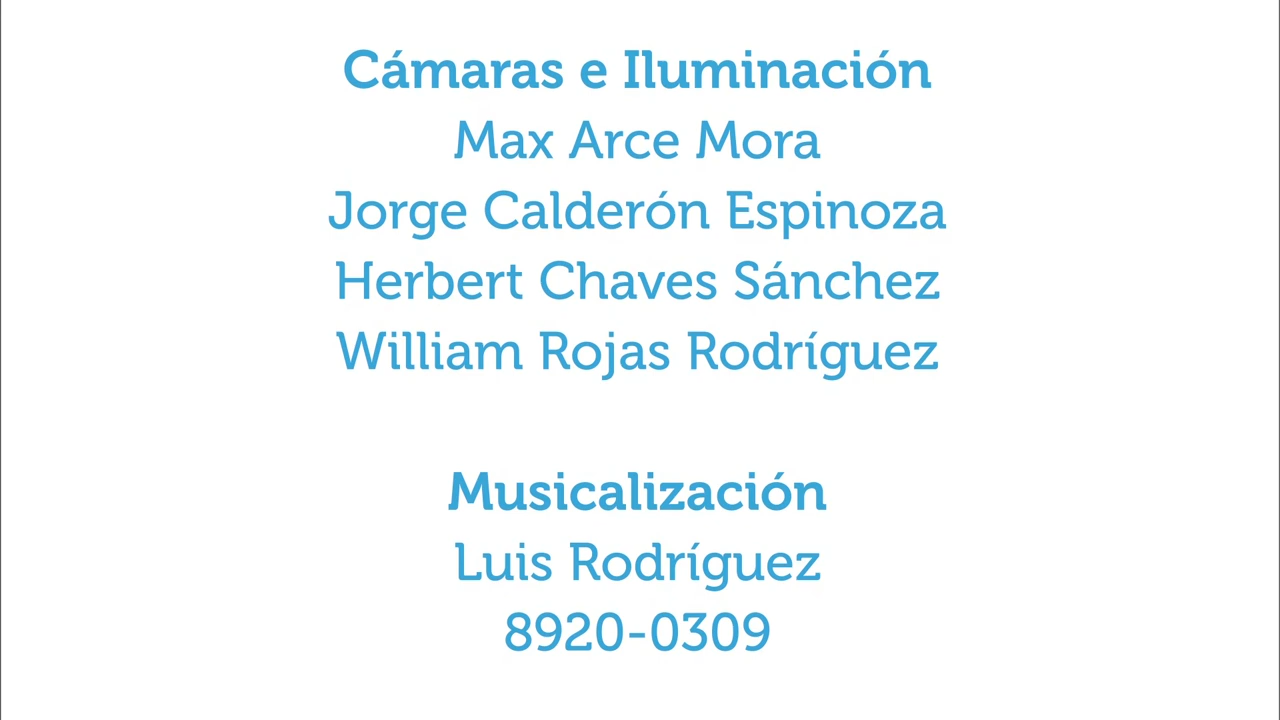 Cámaras e Iluminación
Max Arce Mora
Jorge Calderón Espinoza
Herbert Chaves Sánchez
William Rojas Rodríguez
Musicalización
Luis Rodríguez
8920-0309